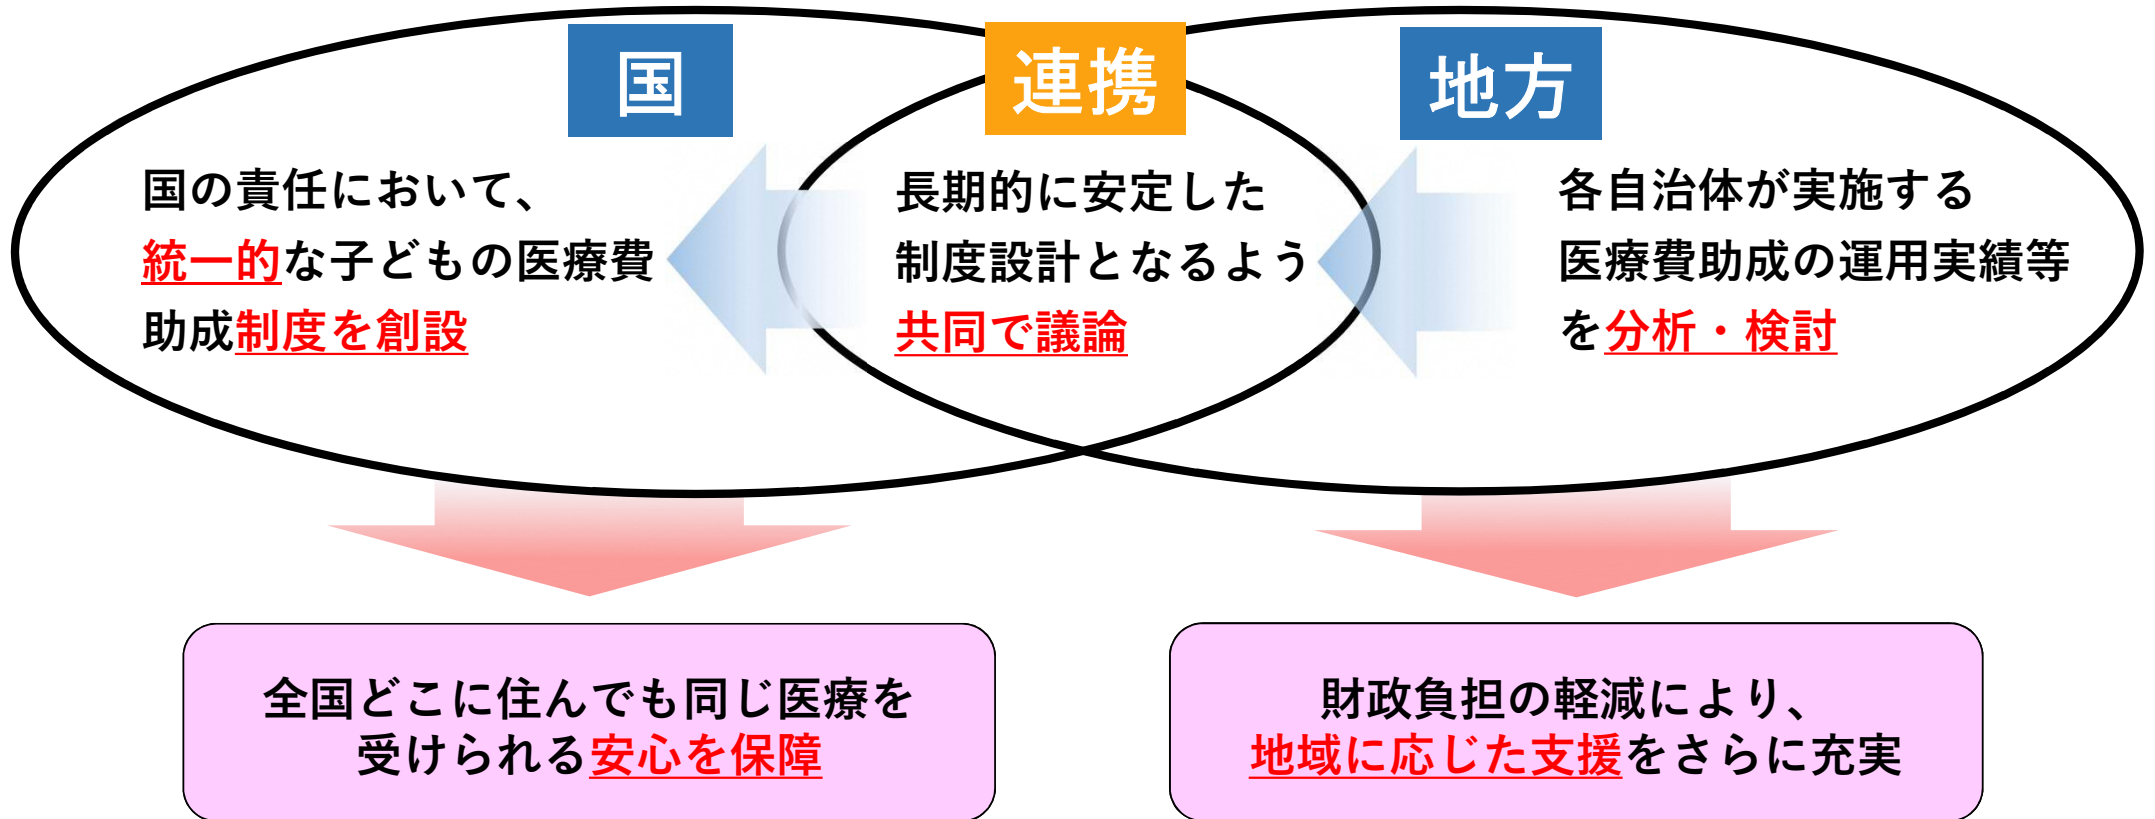 国
国の責任において、
統一的な子どもの医療費
助成制度を創設
連携
長期的に安定した
制度設計となるよう
共同で議論
地方
各自治体が実施する
医療費助成の運用実績等
を分析・検討
全国どこに住んでも同じ医療を
受けられる安心を保障
財政負担の軽減により、
地域に応じた支援をさらに充実